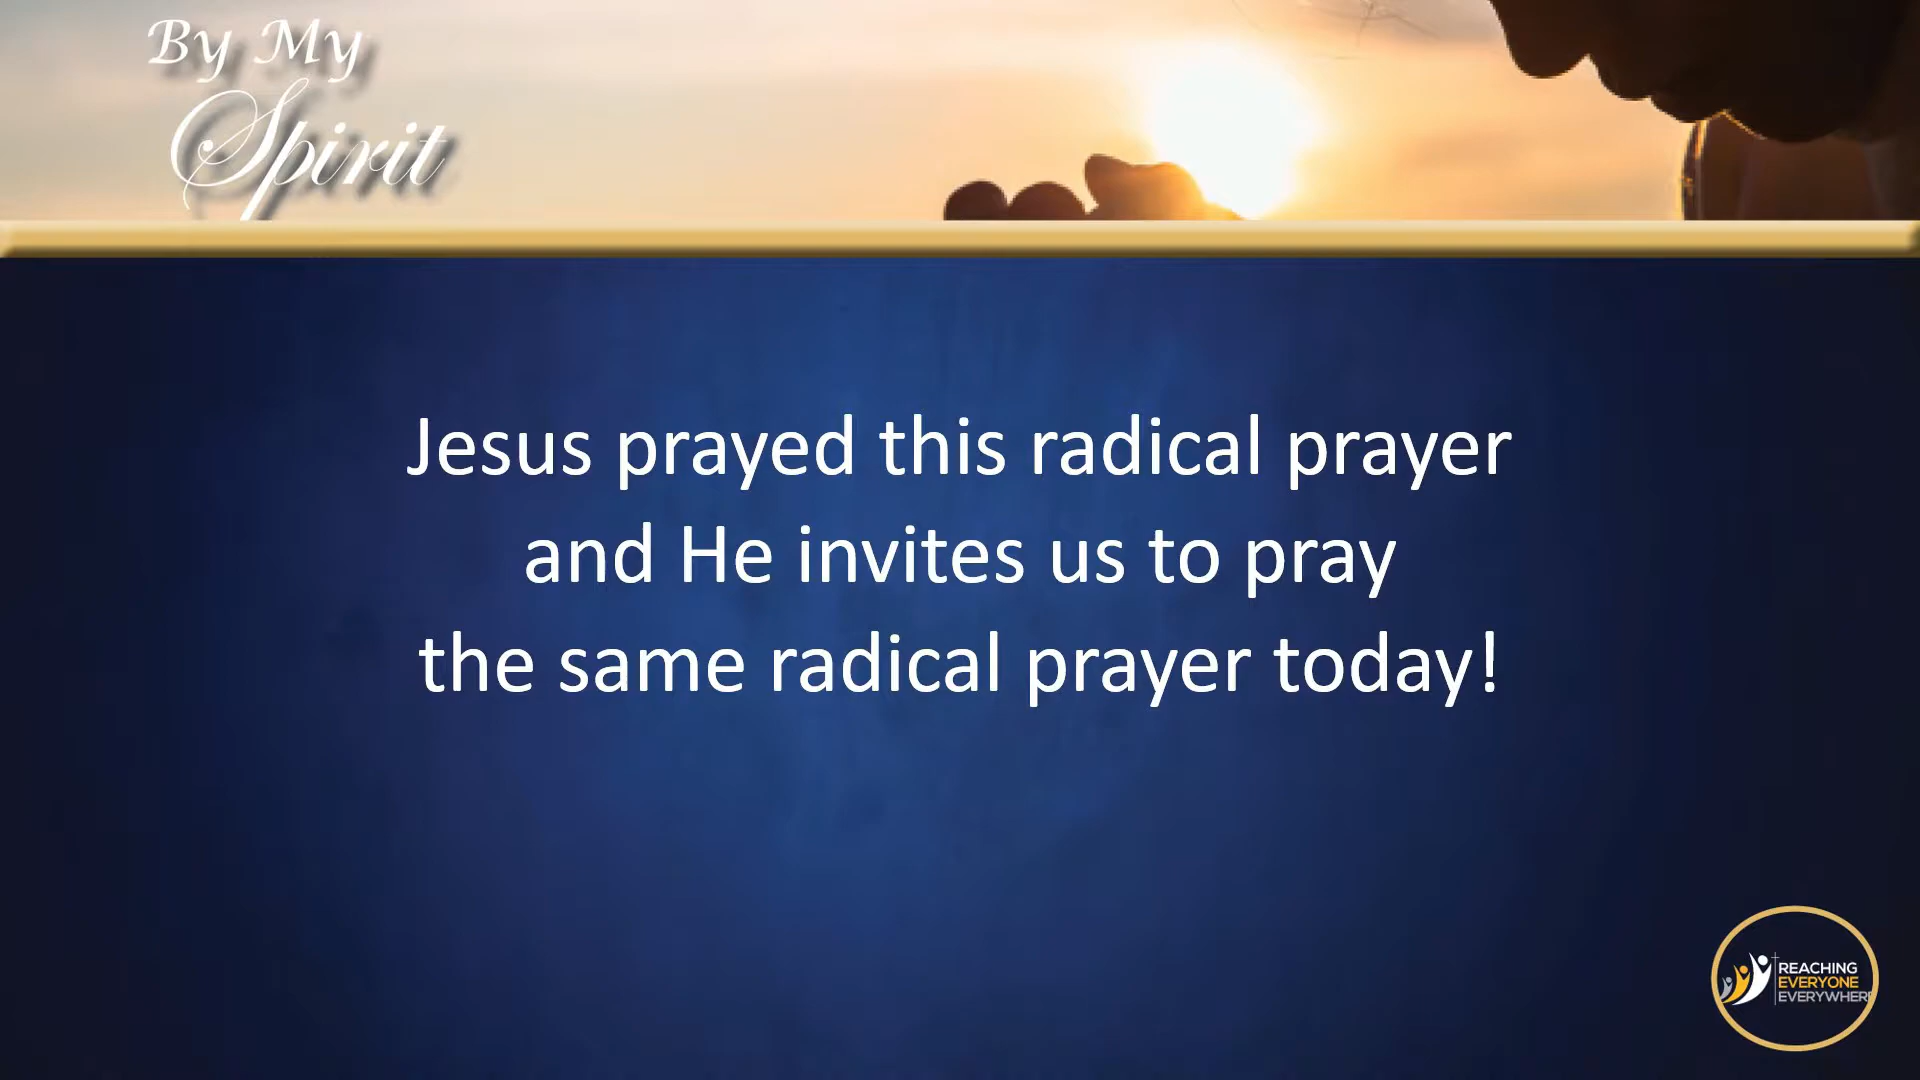 By My
Spirit
Jesus prayed this radical prayer
and He invites us to pray
the same radical prayer today!
REACHING
EVERYONE
EVERYWHERE